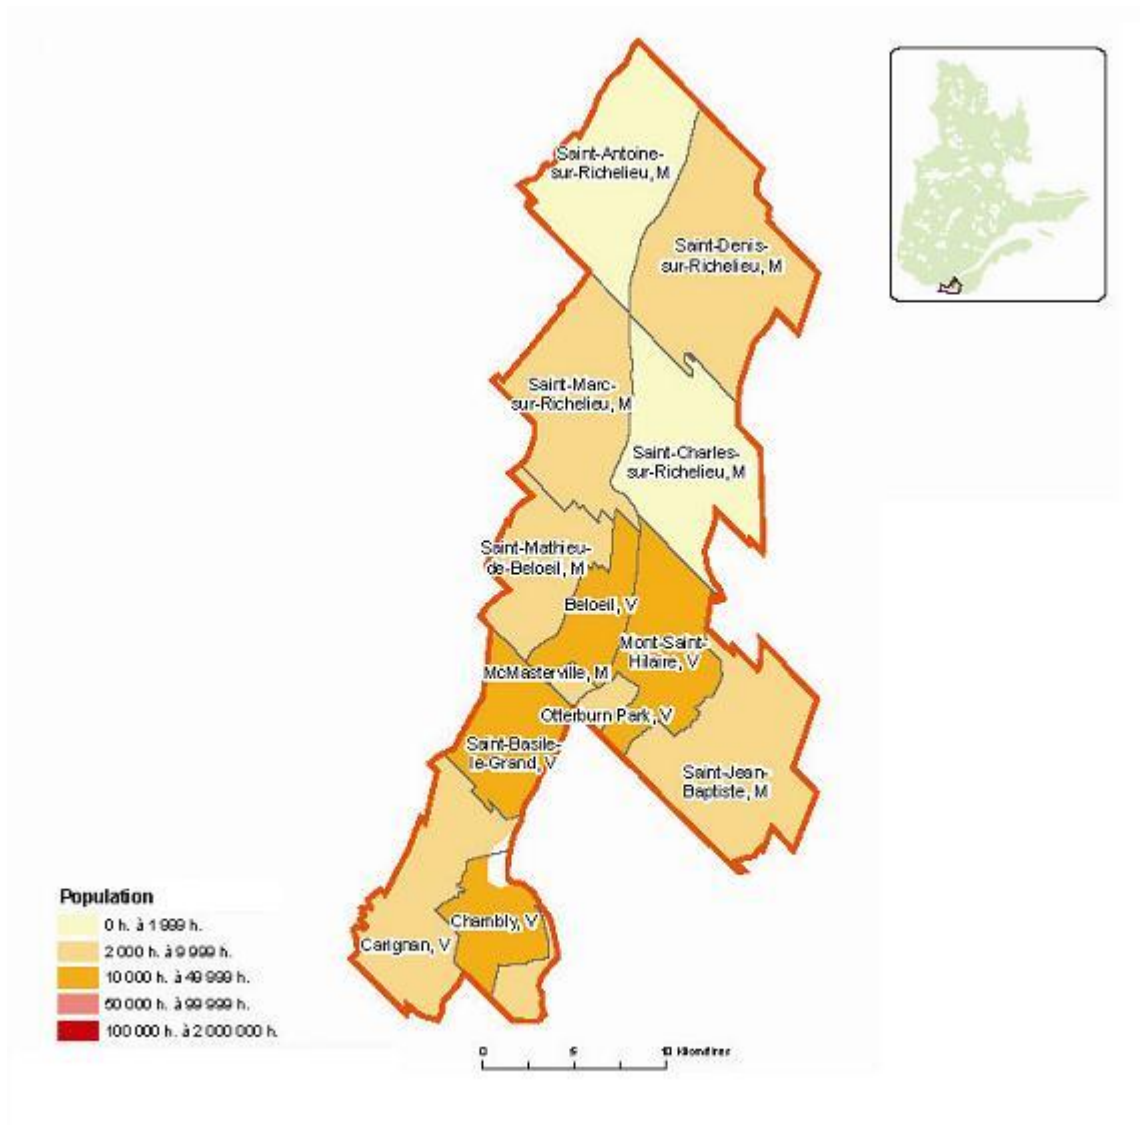 Saint-Antoine-
sur-Richelieu, M
Saint-Denis-
sur-Richelieu, M
Saint-Marc-
sur-Richelieu, M
Saint-Charles-
sur-Richelieu, M
Saint-Mathieu-
de-Beloeil, M
Beloeil, V
Mont-Saint-
Hilaire, V
McMasterville, M
Otterburn Park, V
Saint-Basile-
le-Grand, V
Saint-Jean-
Baptiste, M
Chambly, V
Carignan, V
Population
0 h. à 1 999 h.
2 000 h. à 9 999 h.
10 000 h. à 49 999 h.
50 000 h. à 99 999 h.
100 000 h. à 2 000 000 h.
0 5 10 Kilomètres